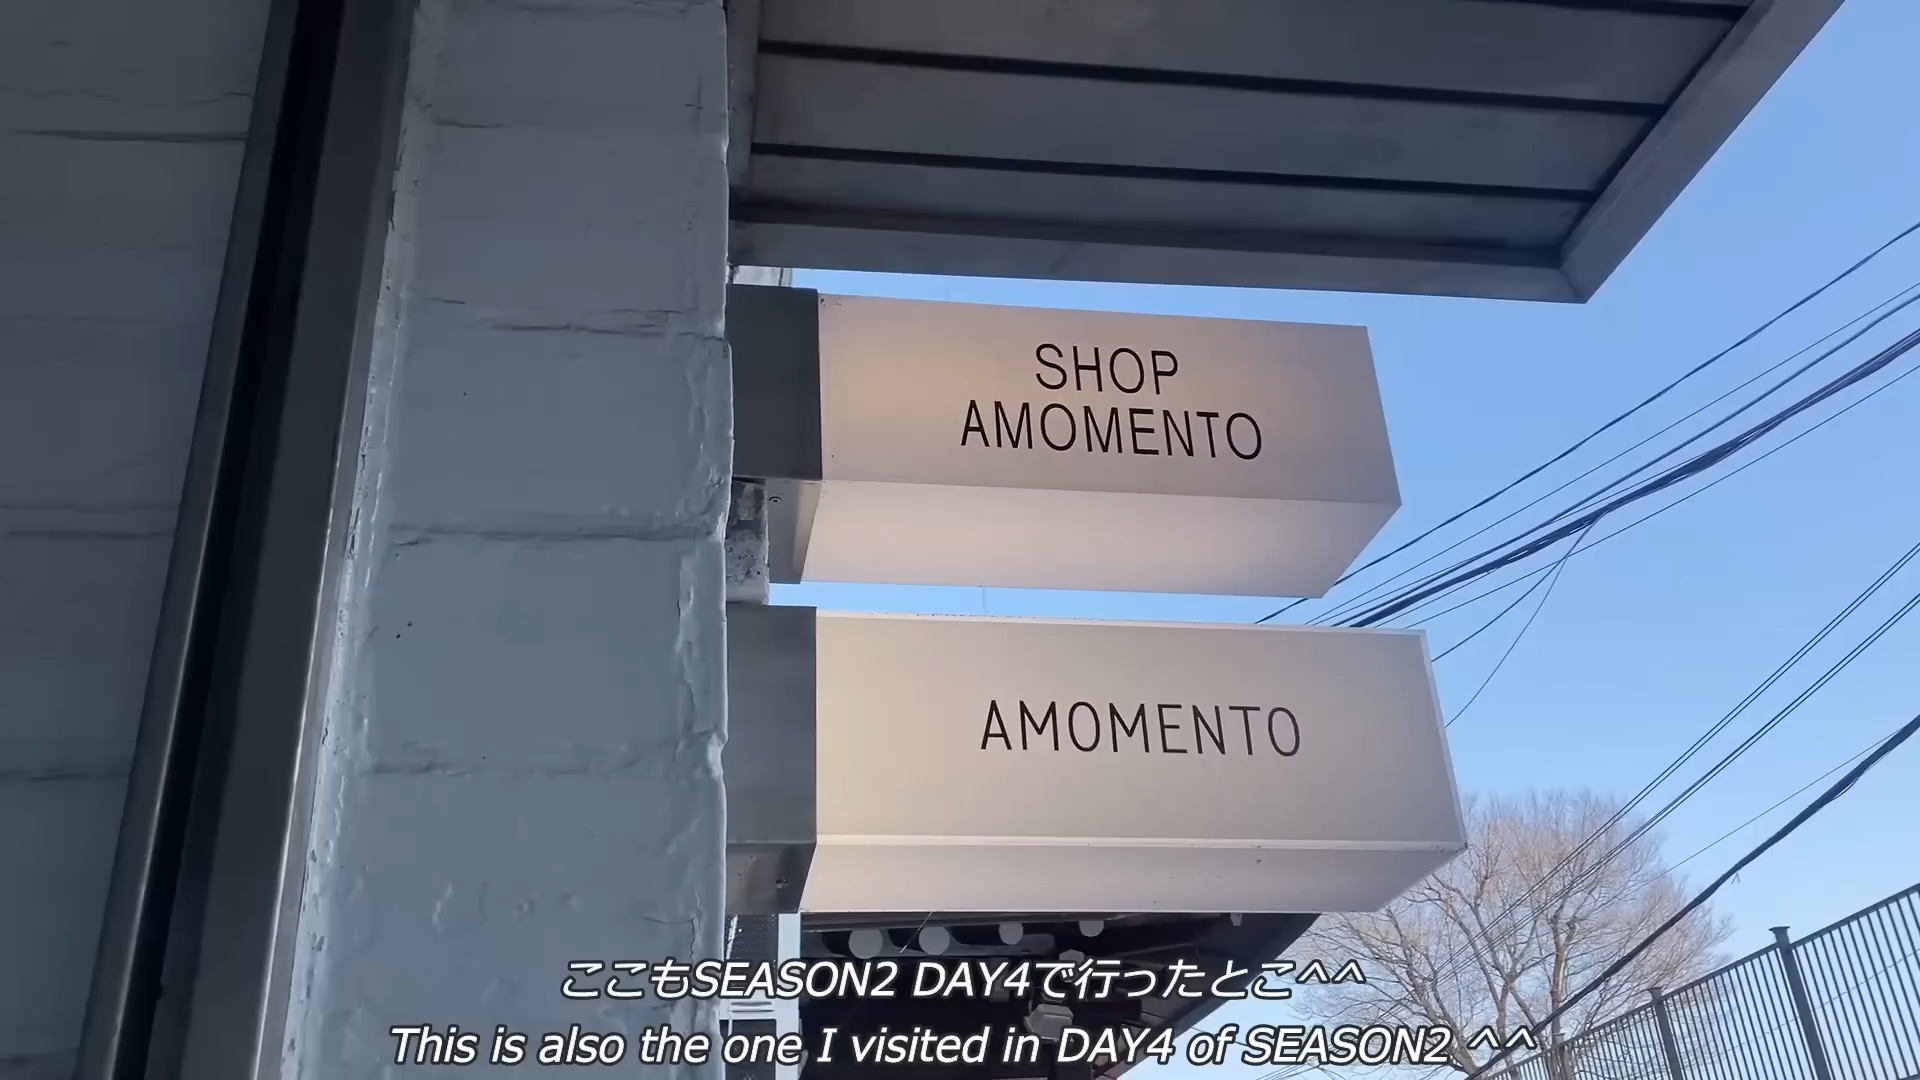 SHOP
AMOMENTO
AMOMENTO
ここもSEASON2 DAY4で行ったとこ^^
This is also the one I visited in DAY4 of SEASON2 ^^